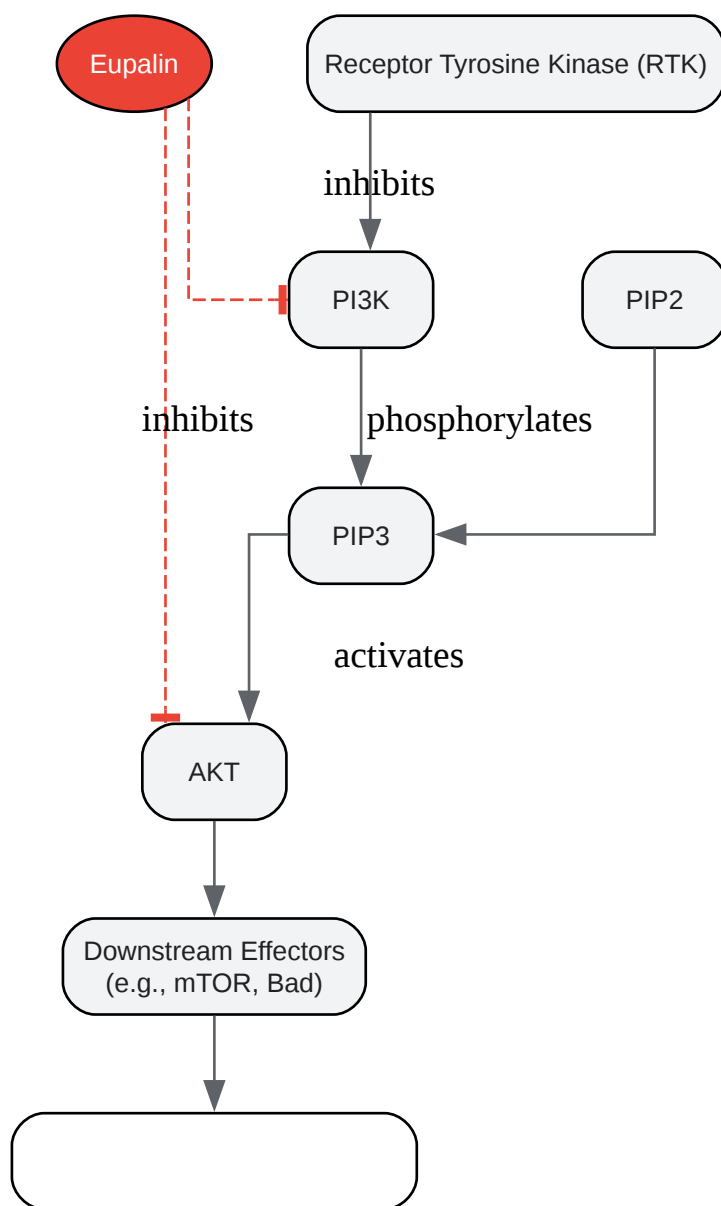 Eupalin
Receptor Tyrosine Kinase (RTK)
inhibits
PI3K
PIP2
inhibits
phosphorylates
PIP3
activates
AKT
Downstream Effectors
(e.g., mTOR, Bad)